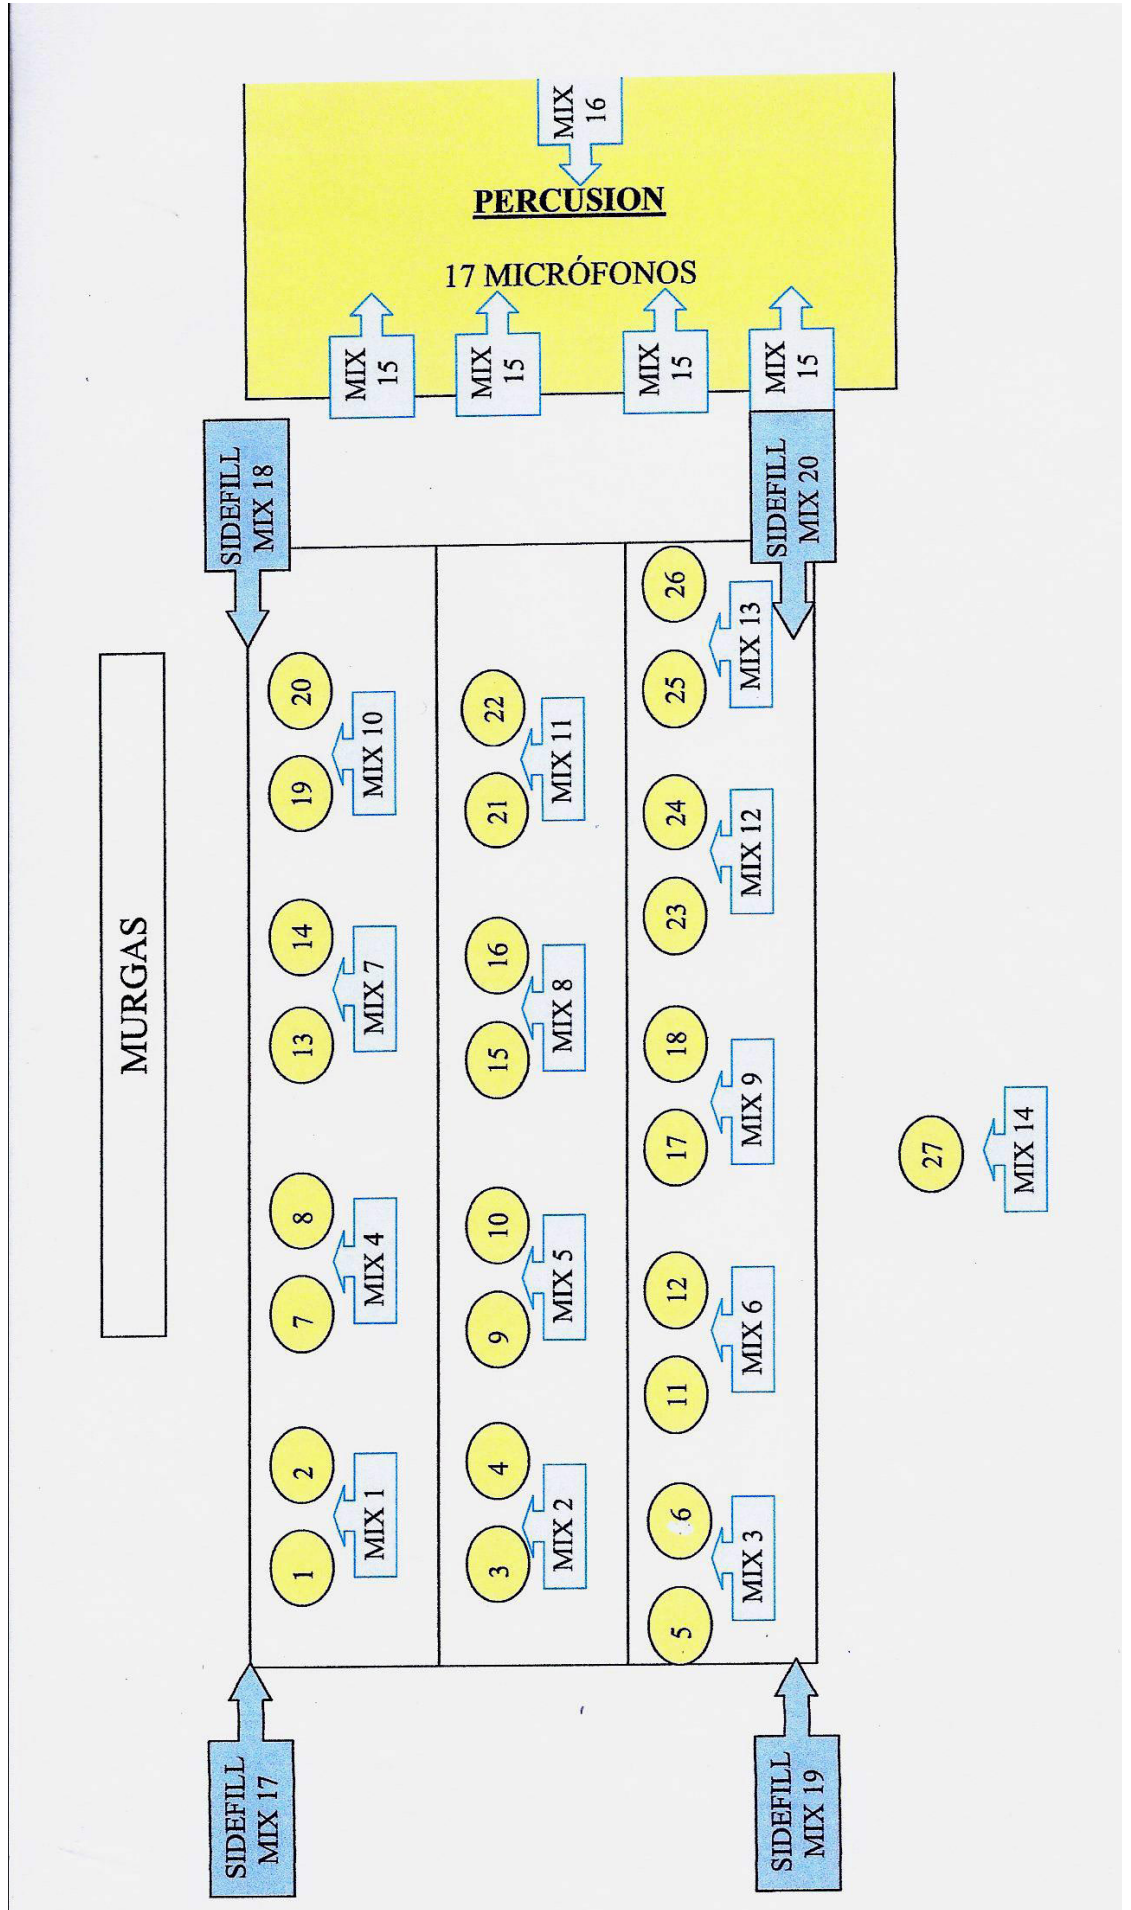 MURGAS
SIDEFILL
MIX 17
SIDEFILL
MIX 18
1
2
7
8
13
14
19
20
MIX 1
MIX 4
MIX 7
MIX 10
3
4
9
10
15
16
21
22
MIX 2
MIX 5
MIX 8
MIX 11
5
6
11
12
17
18
23
24
25
26
MIX 3
MIX 6
MIX 9
MIX 12
MIX 13
SIDEFILL
MIX 19
SIDEFILL
MIX 20
27
MIX 14
MIX
15
MIX
15
MIX
15
MIX
15
17 MICRÓFONOS
PERCUSION
MIX
16